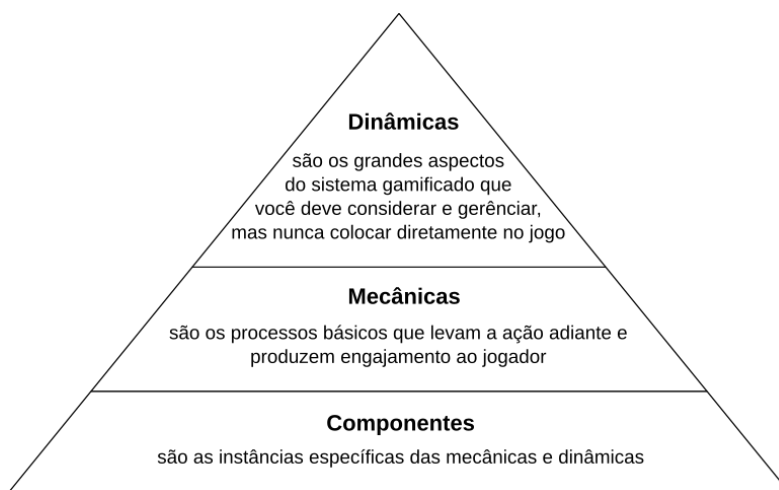 Dinâmicas
são os grandes aspectos
do sistema gamificado que
você deve considerar e gerênciar,
mas nunca colocar diretamente no jogo
Mecânicas
são os processos básicos que levam a ação adiante e
produzem engajamento ao jogador
Componentes
são as instâncias específicas das mecânicas e dinâmicas